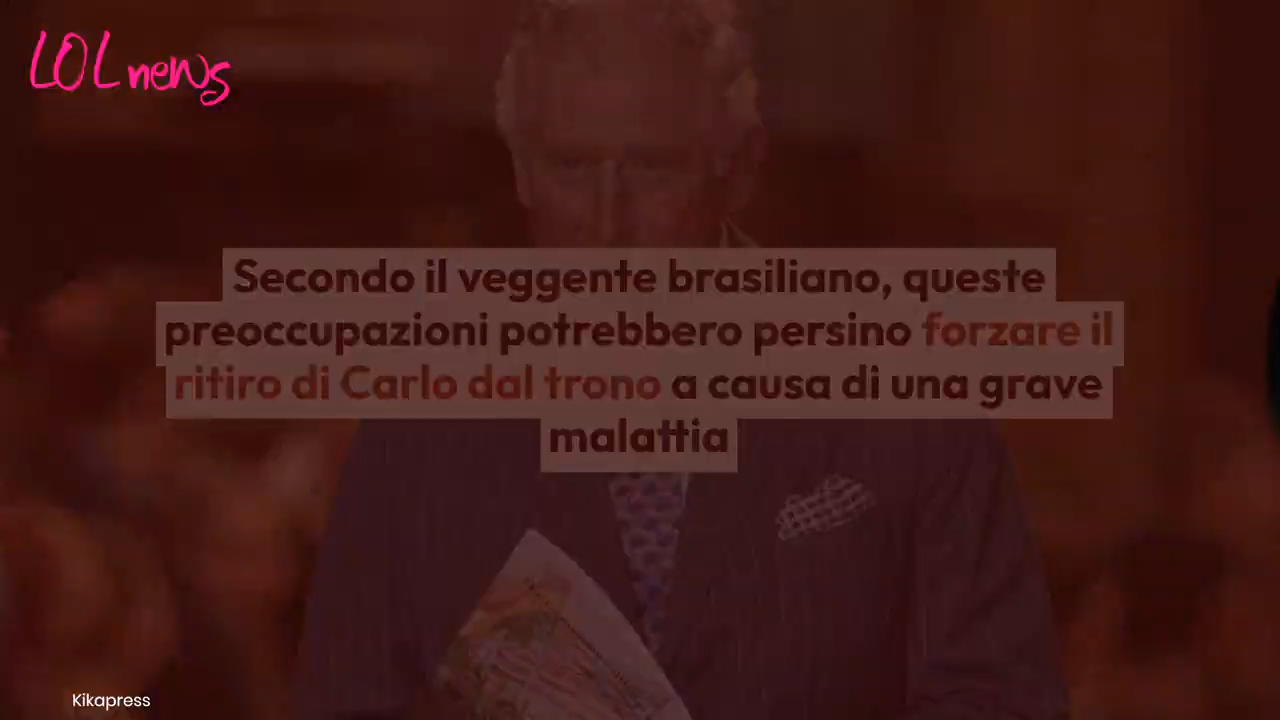 LOL news
Secondo il veggente brasiliano, queste
preoccupazioni potrebbero persino forzare il
ritiro di Carlo dal trono a causa di una grave
malattia
Kikapress